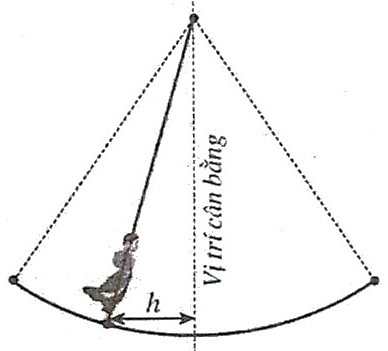 Vị trí cân bằng
h